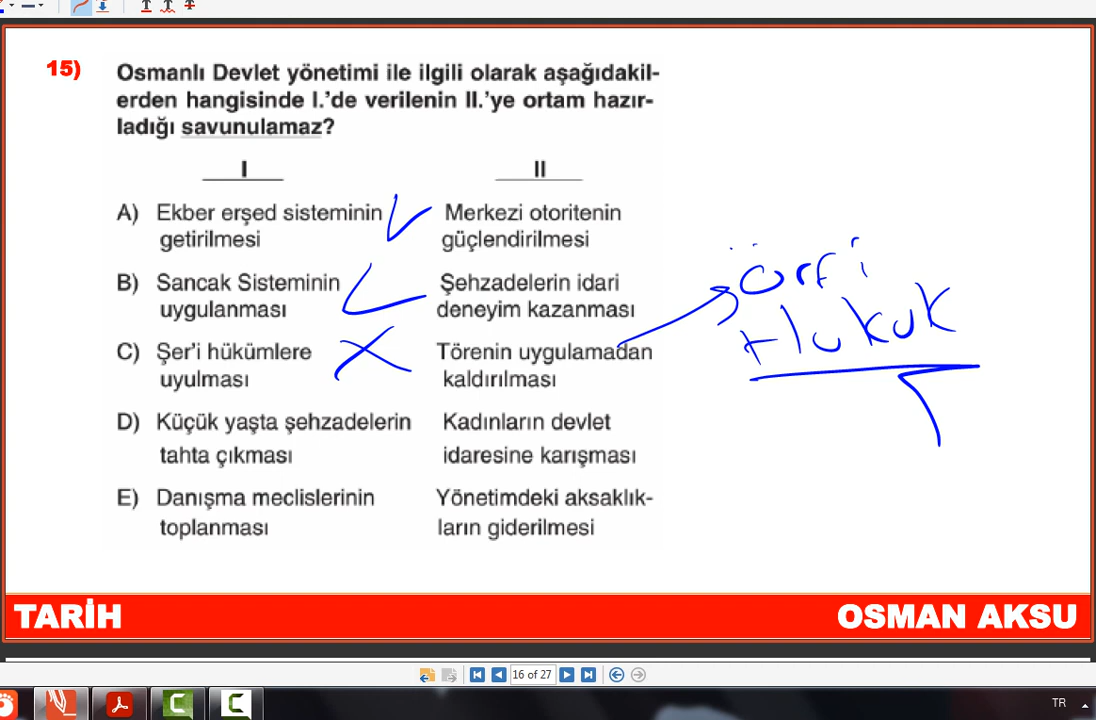 15)
Osmanlı Devlet yönetimi ile ilgili olarak aşağıdakil-
erden hangisinde I.’de verilenin II.’ye ortam hazır-
ladığı savunulamaz?
I II
A) Ekber erşed sisteminin Merkezi otoritenin
getirilmesi güçlendirilmesi
B) Sancak Sisteminin Şehzadelerin idari
uygulanması deneyim kazanması
C) Şer’i hükümlere Törenin uygulamadan
uyulması kaldırılması
D) Küçük yaşta şehzadelerin Kadınların devlet
tahta çıkması idaresine karışması
E) Danışma meclislerinin Yönetimdeki aksaklık-
toplanması ların giderilmesi
örfi
Hukuk
TARİH OSMAN AKSU
16 of 27
TR